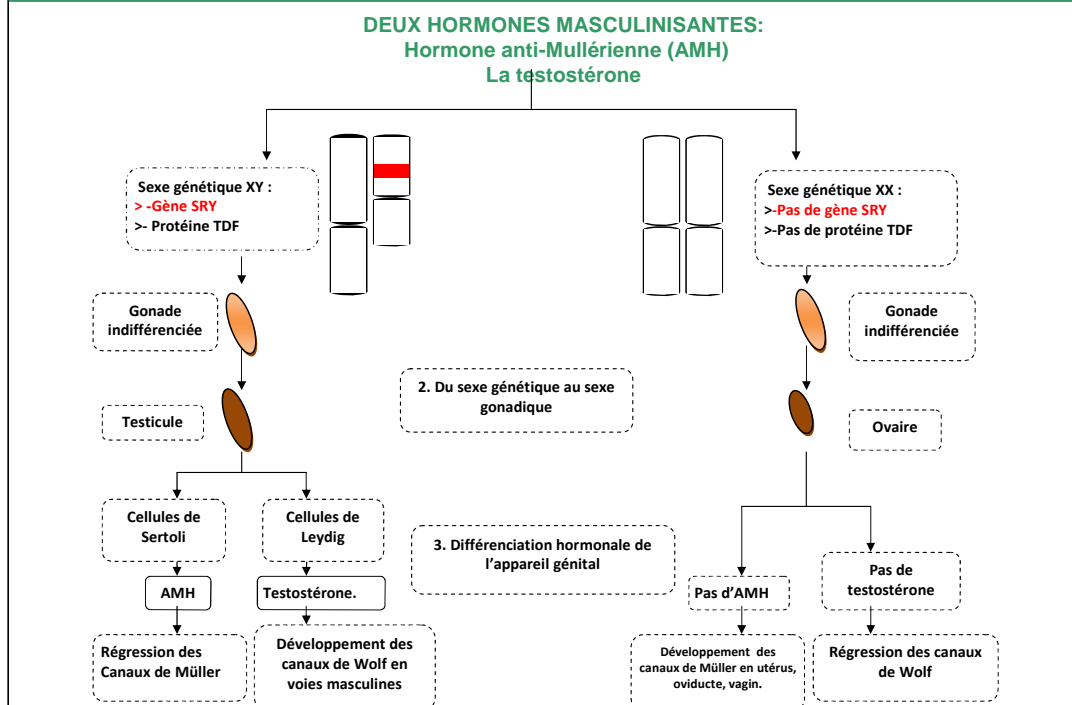 DEUX HORMONES MASCULINISANTES:
Hormone anti-Mullérienne (AMH)
La testostérone
Sexe génétique XY :
> -Gène SRY
>- Protéine TDF
Sexe génétique XX :
>-Pas de gène SRY
>-Pas de protéine TDF
Gonade
indifférenciée
Gonade
indifférenciée
2. Du sexe génétique au sexe
gonadique
Testicule
Ovaire
Cellules de
Sertoli
Cellules de
Leydig
3. Différenciation hormonale de
l’appareil génital
AMH
Testostérone.
Pas d’AMH
Pas de
testostérone
Régression des
Canaux de Müller
Développement des
canaux de Wolf en
voies masculines
Développement des
canaux de Müller en utérus,
oviducte, vagin.
Régression des canaux
de Wolf